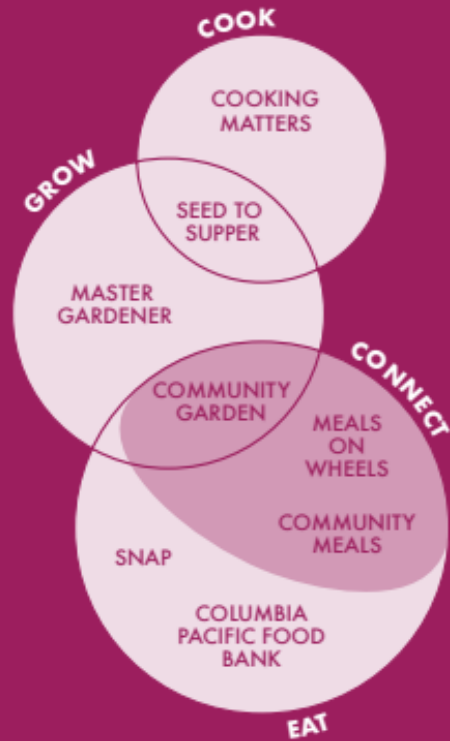 COOK
COOKING
MATTERS
GROW
SEED TO
SUPPER
MASTER
GARDENER
CONNECT
COMMUNITY
GARDEN
MEALS
ON
WHEELS
COMMUNITY
MEALS
SNAP
COLUMBIA
PACIFIC FOOD
BANK
EAT